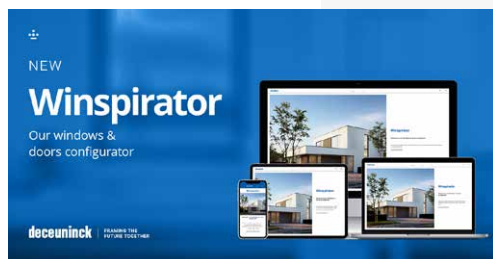 NEW
Winspirator
Our windows &
doors configurator
deceuninck
FRAMING THE
FUTURE TOGETHER
Winspirator
Winspirator
Winspirator